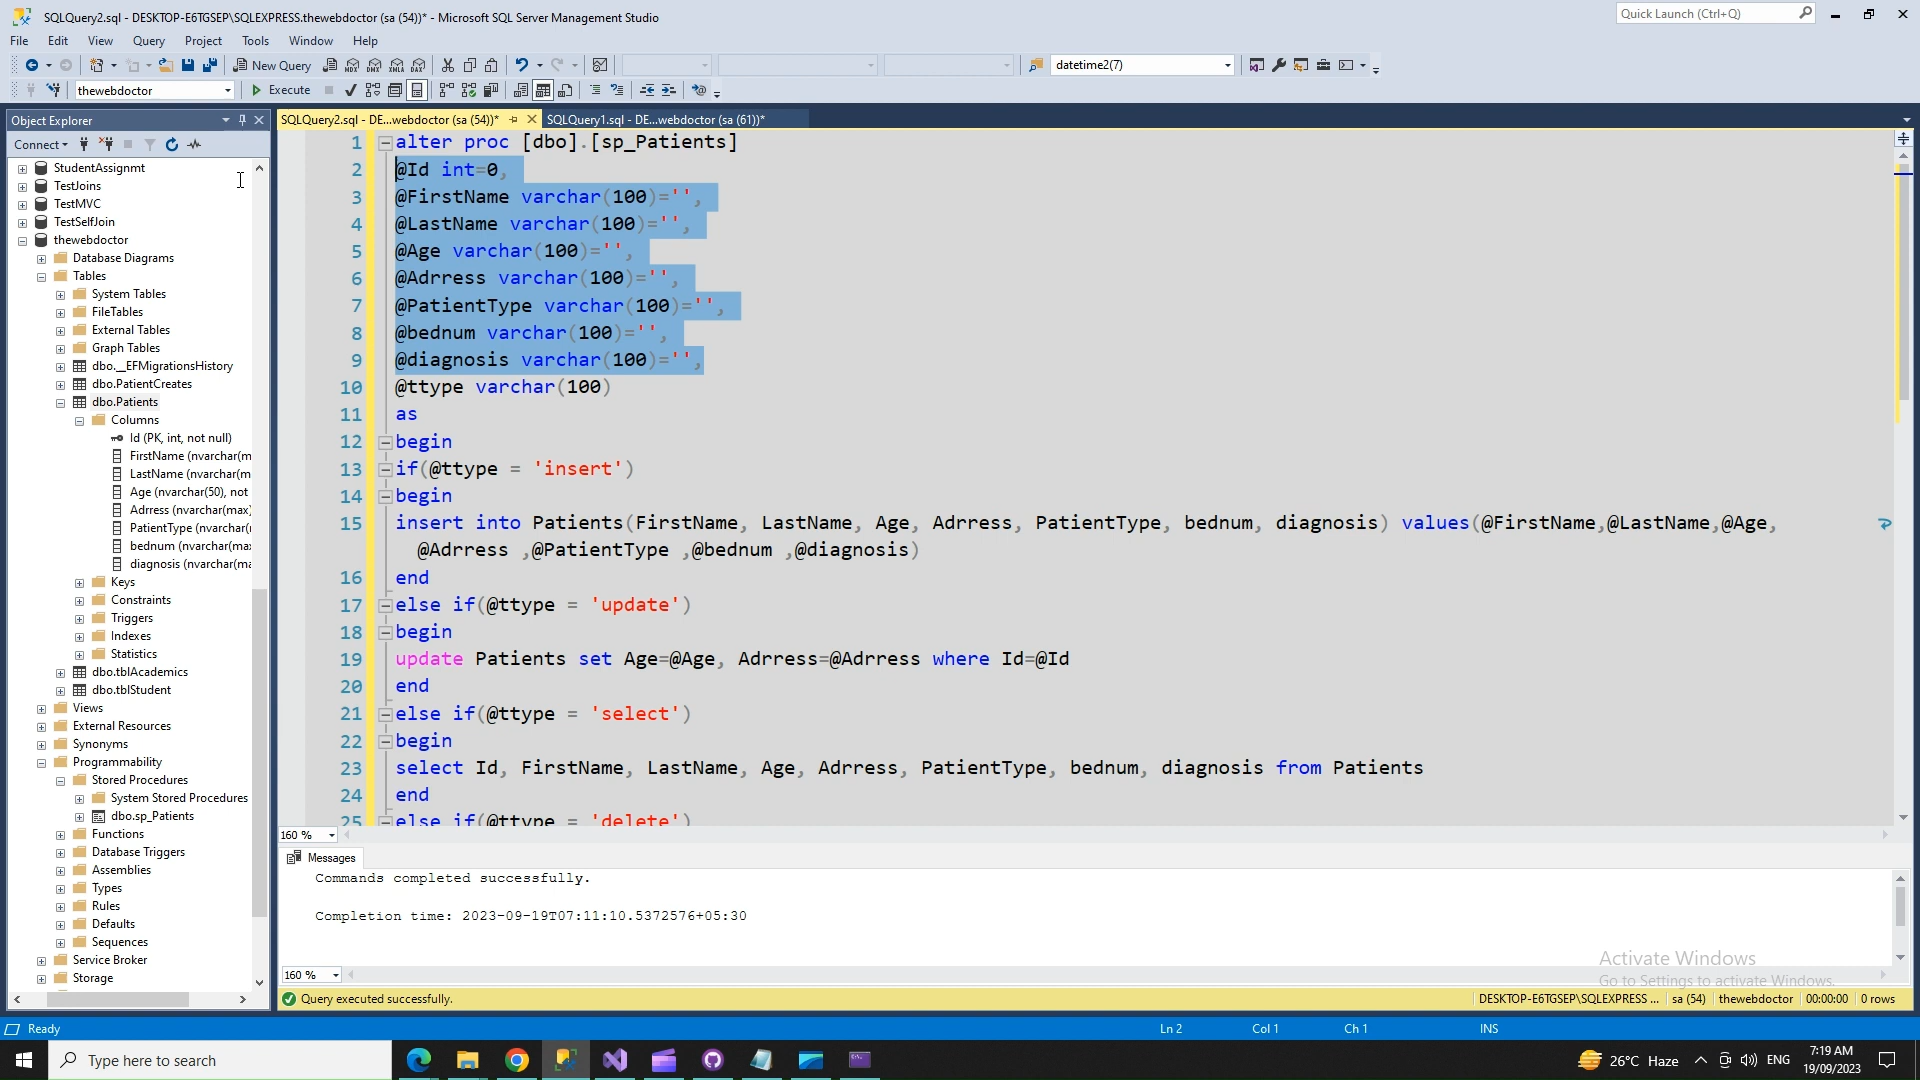 SQLQuery2.sql - DESKTOP-E6TGSEP\SQLEXPRESS.thewebdoctor (sa (54))* - Microsoft SQL Server Management Studio
Quick Launch (Ctrl+Q)
File Edit View Query Project Tools Window Help
New Query
MDX DMX XMLA DAX
datetime2(7)
thewebdoctor
Execute
Object Explorer
SQLQuery2.sql - DE...webdoctor (sa (54))*
SQLQuery1.sql - DE...webdoctor (sa (61))*
Connect
StudentAssignmt
TestJoins
TestMVC
TestSelfJoin
thewebdoctor
Database Diagrams
Tables
System Tables
FileTables
External Tables
Graph Tables
dbo.__EFMigrationsHistory
dbo.PatientCreates
dbo.Patients
Columns
Id (PK, int, not null)
FirstName (nvarchar(m
LastName (nvarchar(m
Age (nvarchar(50), not
Adrress (nvarchar(max)
PatientType (nvarchar(
bednum (nvarchar(max
diagnosis (nvarchar(ma
Keys
Constraints
Triggers
Indexes
Statistics
dbo.tblAcademics
dbo.tblStudent
Views
External Resources
Synonyms
Programmability
Stored Procedures
System Stored Procedures
dbo.sp_Patients
Functions
Database Triggers
Assemblies
Types
Rules
Defaults
Sequences
Service Broker
Storage
1 alter proc [dbo].[sp_Patients]
2 @Id int=0,
3 @FirstName varchar(100)='',
4 @LastName varchar(100)='',
5 @Age varchar(100)='',
6 @Adrress varchar(100)='',
7 @PatientType varchar(100)='',
8 @bednum varchar(100)='',
9 @diagnosis varchar(100)='',
10 @ttype varchar(100)
11 as
12 begin
13 if(@ttype = 'insert')
14 begin
15 insert into Patients(FirstName, LastName, Age, Adrress, PatientType, bednum, diagnosis) values(@FirstName,@LastName,@Age,
@Adrress ,@PatientType ,@bednum ,@diagnosis)
16 end
17 else if(@ttype = 'update')
18 begin
19 update Patients set Age=@Age, Adrress=@Adrress where Id=@Id
20 end
21 else if(@ttype = 'select')
22 begin
23 select Id, FirstName, LastName, Age, Adrress, PatientType, bednum, diagnosis from Patients
24 end
25 else if(@ttype = 'delete')
160 %
Messages
Commands completed successfully.
Completion time: 2023-09-19T07:11:10.5372576+05:30
160 %
Activate Windows
Go to Settings to activate Windows.
Query executed successfully.
DESKTOP-E6TGSEP\SQLEXPRESS ... sa (54) thewebdoctor 00:00:00 0 rows
Ready
Ln 2 Col 1 Ch 1 INS
Type here to search
26°C Haze
ENG
7:19 AM
19/09/2023